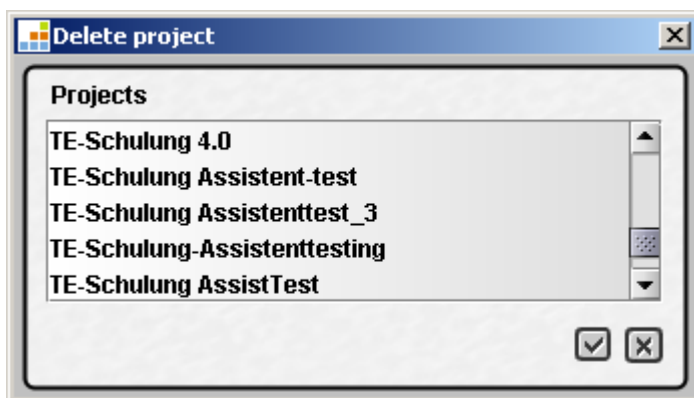 Delete project
Projects
TE-Schulung 4.0
TE-Schulung Assistent-test
TE-Schulung Assistenttest_3
TE-Schulung-Assistenttesting
TE-Schulung AssistTest